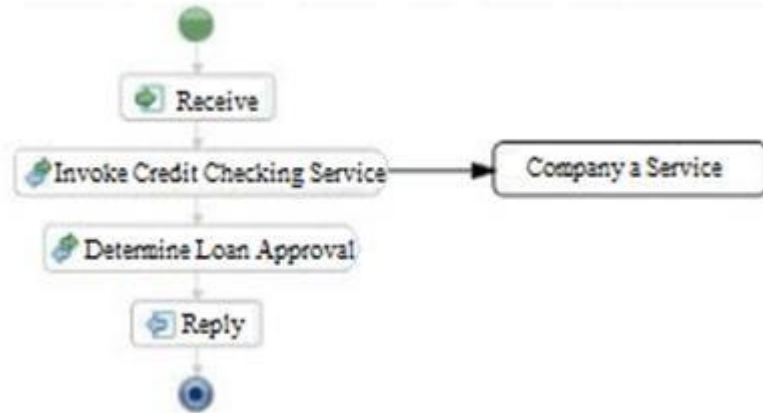 Receive
Invoke Credit Checking Service
Company a Service
Determine Loan Approval
Reply